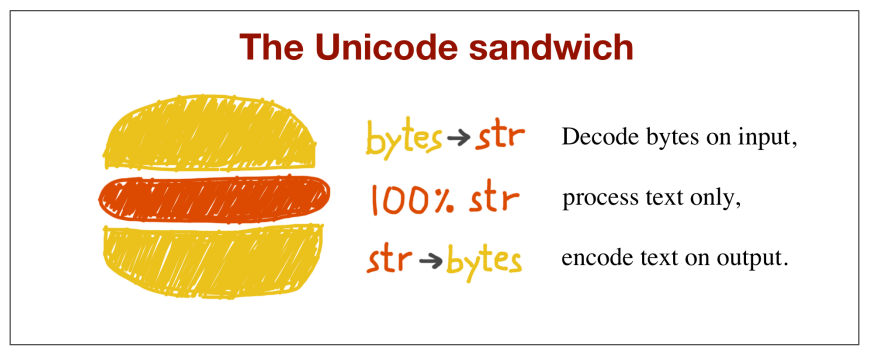 The Unicode sandwich
bytes → str Decode bytes on input,
100% str process text only,
str → bytes encode text on output.